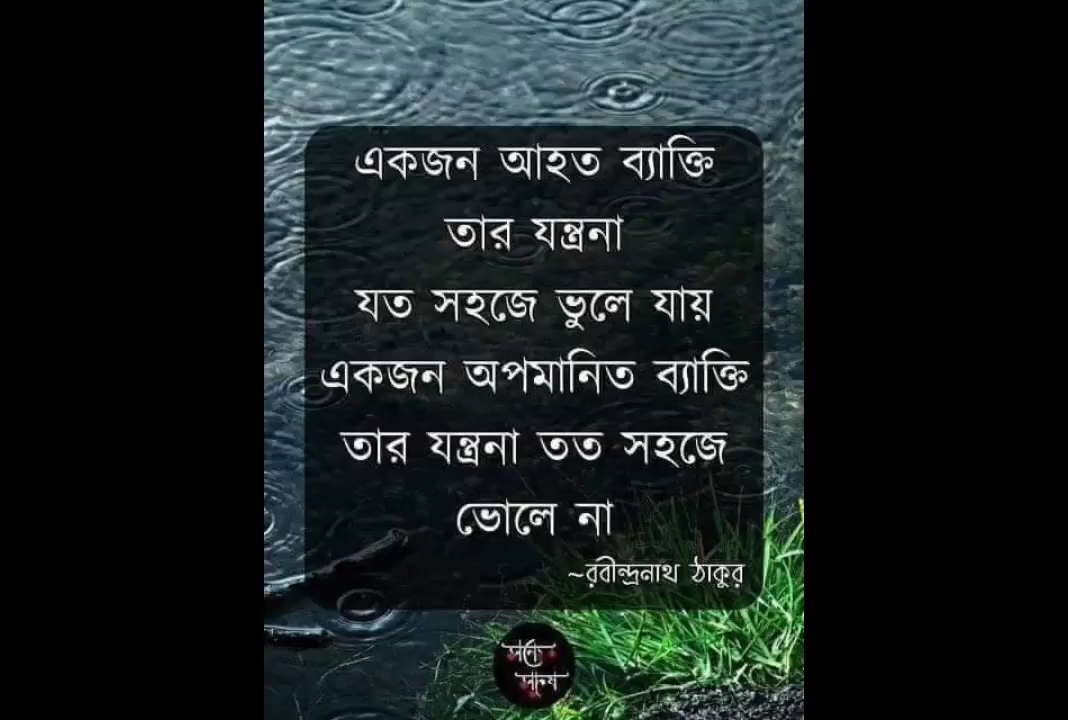 একজন আহত ব্যাক্তি
তার যন্ত্রনা
যত সহজে ভুলে যায়
একজন অপমানিত ব্যাক্তি
তার যন্ত্রনা তত সহজে
ভোলে না
~রবীন্দ্রনাথ ঠাকুর